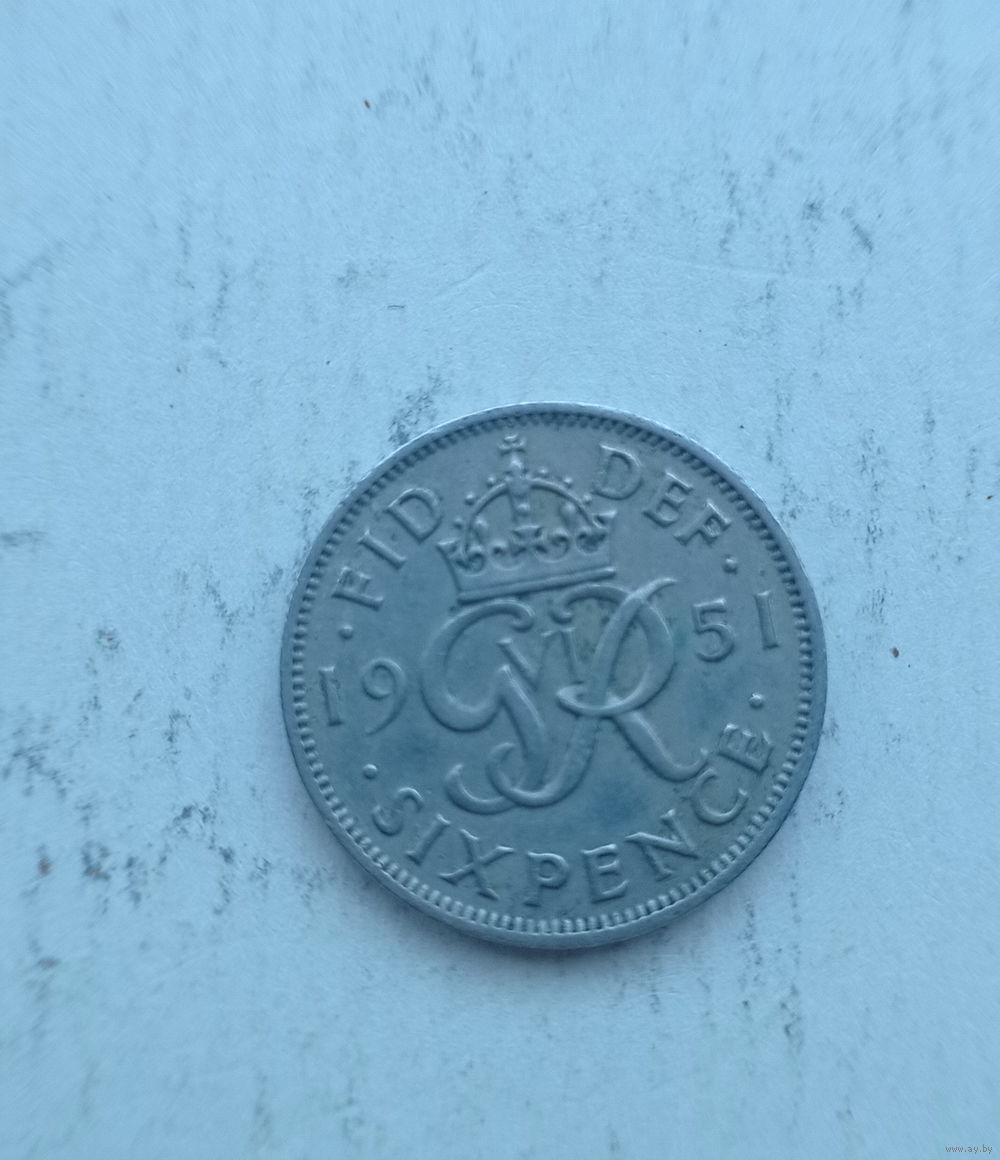 · FID DEF ·
GVIR
1951
· SIXPENCE ·
www.ay.by